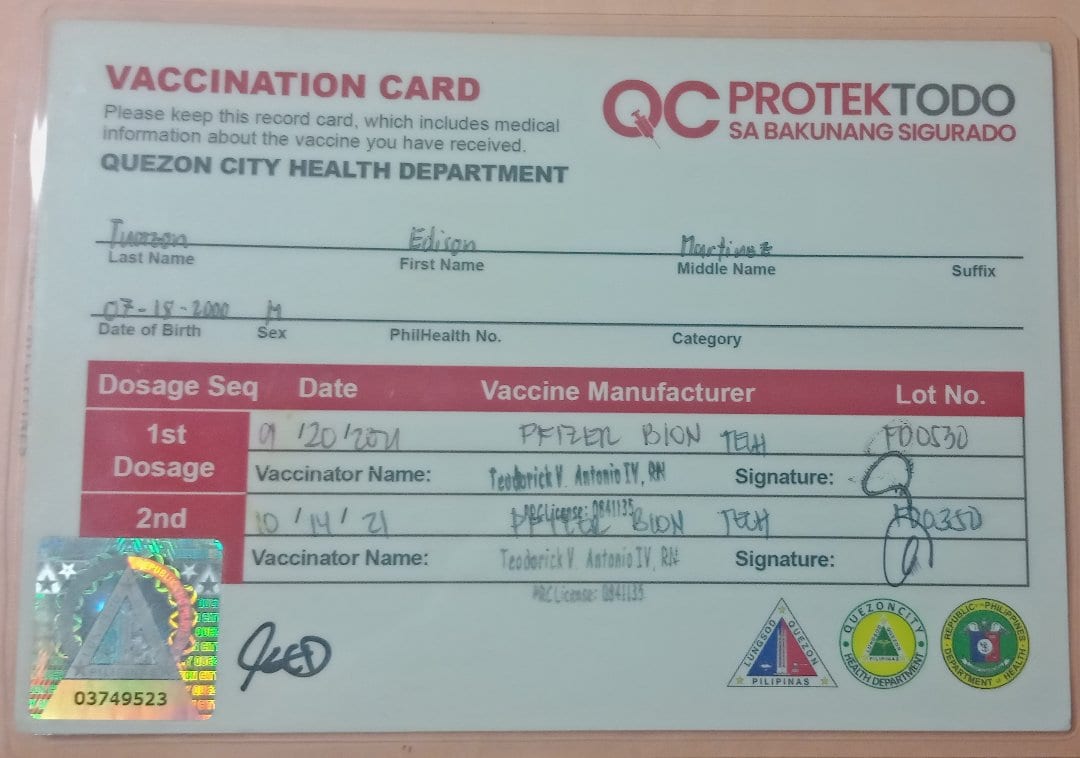 VACCINATION CARD
Please keep this record card, which includes medical
information about the vaccine you have received.
QUEZON CITY HEALTH DEPARTMENT
QC PROTEKTODO
SA BAKUNANG SIGURADO
Tuazon Edison Martinez
Last Name First Name Middle Name Suffix
07-18-2000 M
Date of Birth Sex PhilHealth No. Category
Dosage Seq Date Vaccine Manufacturer Lot No.
1st Dosage 9/20/2021 PFIZER BION TECH FD0530
Vaccinator Name: Teodorick V. Antonio IV, RN Signature:
PRC License: 0841135
2nd 10/14/21 PFIZER BION TECH FD0350
Vaccinator Name: Teodorick V. Antonio IV, RN Signature:
PRC License: 0841135
03749523
LUNGSOD QUEZON PILIPINAS
QUEZON CITY HEALTH DEPARTMENT
REPUBLIC OF THE PHILIPPINES DEPARTMENT OF HEALTH